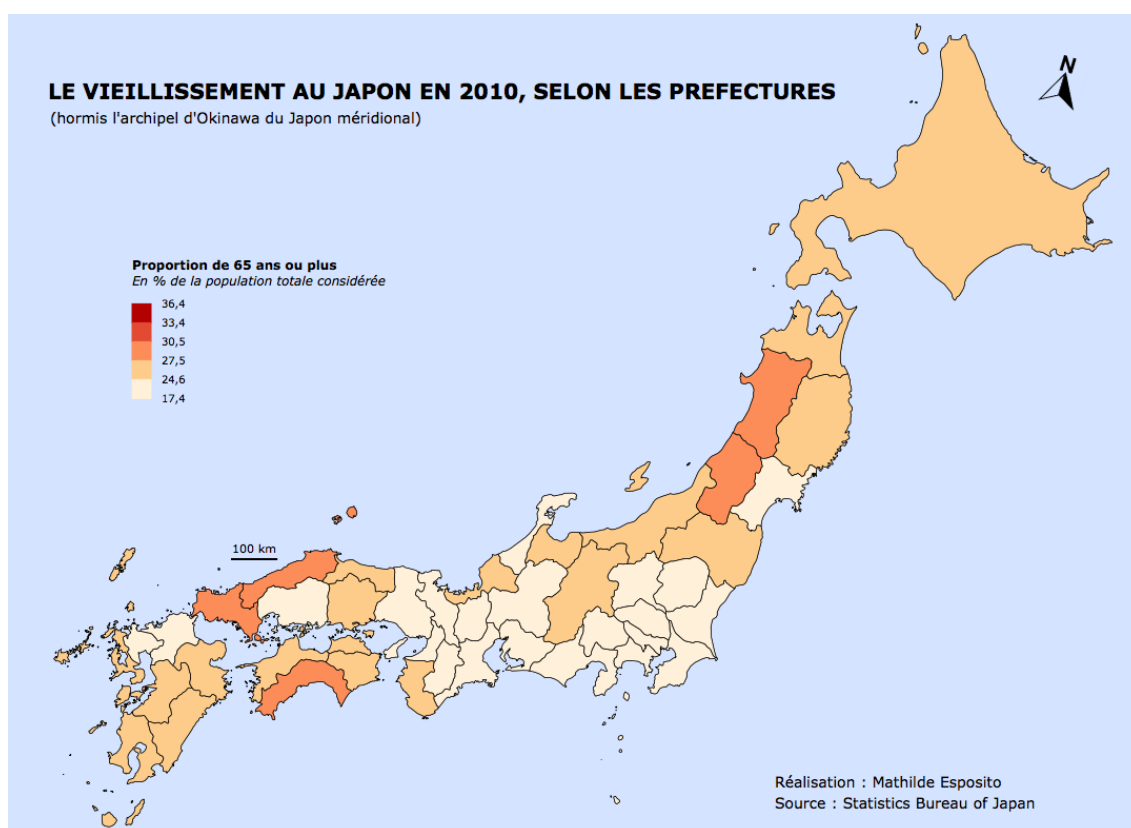 LE VIEILLISSEMENT AU JAPON EN 2010, SELON LES PREFECTURES
(hormis l'archipel d'Okinawa du Japon méridional)
N
Proportion de 65 ans ou plus
En % de la population totale considérée
36,4
33,4
30,5
27,5
24,6
17,4
100 km
Réalisation : Mathilde Esposito
Source : Statistics Bureau of Japan